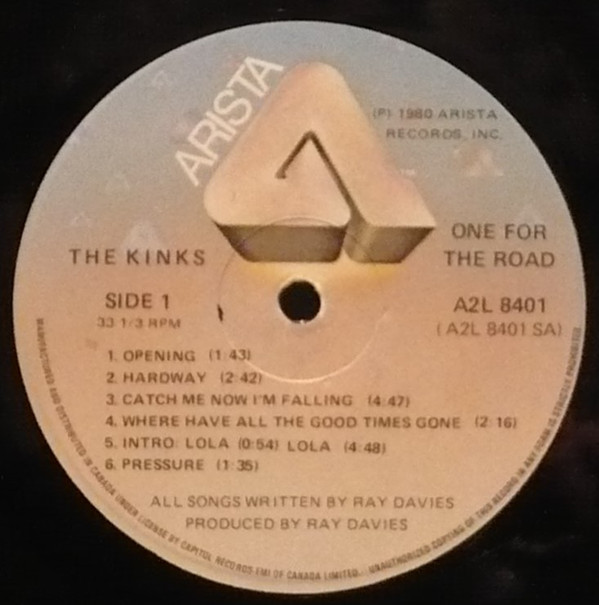 ARISTA
(P) 1980 ARISTA
RECORDS, INC.
THE KINKS
ONE FOR
THE ROAD
SIDE 1
33 1/3 RPM
A2L 8401
(A2L 8401 SA)
1. OPENING (1:43)
2. HARDWAY (2:42)
3. CATCH ME NOW I'M FALLING (4:47)
4. WHERE HAVE ALL THE GOOD TIMES GONE (2:16)
5. INTRO: LOLA (0:54) LOLA (4:48)
6. PRESSURE (1:35)
ALL SONGS WRITTEN BY RAY DAVIES
PRODUCED BY RAY DAVIES
MANUFACTURED AND DISTRIBUTED IN CANADA UNDER LICENSE BY CAPITOL RECORDS-EMI OF CANADA LIMITED. UNAUTHORIZED COPYING OF THIS RECORD IN ANY FORM IS STRICTLY PROHIBITED.